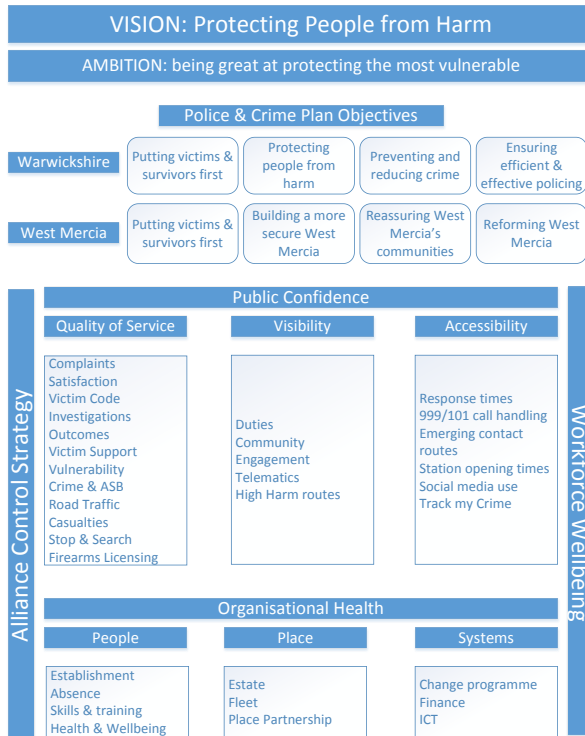 VISION: Protecting People from Harm
AMBITION: being great at protecting the most vulnerable
Police & Crime Plan Objectives
Warwickshire
Putting victims &
survivors first
Protecting
people from
harm
Preventing and
reducing crime
Ensuring
efficient &
effective policing
West Mercia
Putting victims &
survivors first
Building a more
secure West
Mercia
Reassuring West
Mercia's
communities
Reforming West
Mercia
Alliance Control Strategy
Public Confidence
Quality of Service
Complaints
Satisfaction
Victim Code
Investigations
Outcomes
Victim Support
Vulnerability
Crime & ASB
Road Traffic
Casualties
Stop & Search
Firearms Licensing
Visibility
Duties
Community
Engagement
Telematics
High Harm routes
Accessibility
Response times
999/101 call handling
Emerging contact
routes
Station opening times
Social media use
Track my Crime
Organisational Health
People
Establishment
Absence
Skills & training
Health & Wellbeing
Place
Estate
Fleet
Place Partnership
Systems
Change programme
Finance
ICT
Workforce Wellbeing